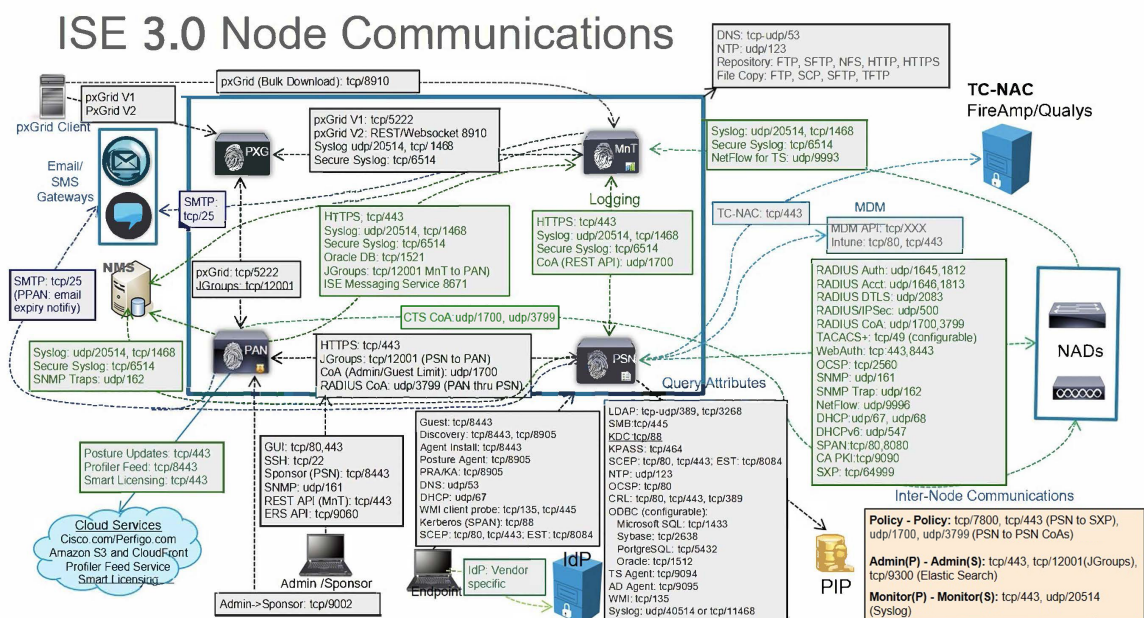 ISE 3.0 Node Communications
DNS: tcp-udp/53
NTP: udp/123
Repository: FTP, SFTP, NFS, HTTP, HTTPS
File Copy: FTP, SCP, SFTP, TFTP
pxGrid (Bulk Download): tcp/8910
TC-NAC
FireAmp/Qualys
pxGrid V1
PxGrid V2
pxGrid Client
PXG
pxGrid V1: tcp/5222
pxGrid V2: REST/Websocket 8910
Syslog udp/20514, tcp/1468
Secure Syslog: tcp/6514
MnT
Syslog: udp/20514, tcp/1468
Secure Syslog: tcp/6514
NetFlow for TS: udp/9993
Email/
SMS
Gateways
SMTP:
tcp/25
Logging
HTTPS, tcp/443
Syslog: udp/20514, tcp/1468
Secure Syslog: tcp/6514
Oracle DB: tcp/1521
JGroups: tcp/12001 MnT to PAN)
ISE Messaging Service 8671
HTTPS: tcp/443
Syslog: udp/20514, tcp/1468
Secure Syslog: tcp/6514
CoA (REST API): udp/1700
TC-NAC: tcp/443
MDM
MDM API: tcp/XXX
Intune: tcp/80, tcp/443
SMTP: tcp/25
(PPAN: email
expiry notifiy)
NMS
pxGrid: tcp/5222
JGroups: tcp/12001
CTS CoA:udp/1700, udp/3799
RADIUS Auth: udp/1645,1812
RADIUS Acct: udp/1646,1813
RADIUS DTLS: udp/2083
RADIUS/IPSec: udp/500
RADIUS CoA: udp/1700,3799
TACACS+: tcp/49 (configurable)
WebAuth: tcp:443,8443
OCSP: tcp/2560
SNMP: udp/161
SNMP Trap: udp/162
NetFlow: udp/9996
DHCP:udp/67, udp/68
DHCPv6: udp/547
SPAN:tcp/80,8080
CA PKI:tcp/9090
SXP: tcp/64999
NADs
Syslog: udp/20514, tcp/1468
Secure Syslog: tcp/6514
SNMP Traps: udp/162
PAN
HTTPS: tcp/443
JGroups: tcp/12001 (PSN to PAN)
CoA (Admin/Guest Limit): udp/1700
RADIUS CoA: udp/3799 (PAN thru PSN)
PSN
Query Attributes
Posture Updates: tcp/443
Profiler Feed: tcp/8443
Smart Licensing: tcp/443
GUI: tcp/80,443
SSH: tcp/22
Sponsor (PSN): tcp/8443
SNMP: udp/161
REST API (MnT): tcp/443
ERS API: tcp/9060
Guest: tcp/8443
Discovery: tcp/8443, tcp/8905
Agent Install: tcp/8443
Posture Agent: tcp/8905
PRA/KA: tcp/8905
DNS: udp/53
DHCP: udp/67
WMI client probe: tcp/135, tcp/445
Kerberos (SPAN): tcp/88
SCEP: tcp/80, tcp/443; EST: tcp/8084
LDAP: tcp-udp/389, tcp/3268
SMB:tcp/445
KDC:tcp/88
KPASS: tcp/464
SCEP: tcp/80, tcp/443; EST: tcp/8084
NTP: udp/123
OCSP: tcp/80
CRL: tcp/80, tcp/443, tcp/389
ODBC (configurable):
Microsoft SQL: tcp/1433
Sybase: tcp/2638
PortgreSQL: tcp/5432
Oracle: tcp/1512
TS Agent: tcp/9094
AD Agent: tcp/9095
WMI: tcp/135
Syslog: udp/40514 or tcp/11468
Cloud Services
Cisco.com/Perfigo.com
Amazon S3 and CloudFront
Profiler Feed Service
Smart Licensing
Admin /Sponsor
Admin->Sponsor: tcp/9002
Endpoint
IdP: Vendor
specific
IdP
PIP
Inter-Node Communications
Policy - Policy: tcp/7800, tcp/443 (PSN to SXP),
udp/1700, udp/3799 (PSN to PSN CoAs)
Admin(P) - Admin(S): tcp/443, tcp/12001(JGroups),
tcp/9300 (Elastic Search)
Monitor(P) - Monitor(S): tcp/443, udp/20514
(Syslog)